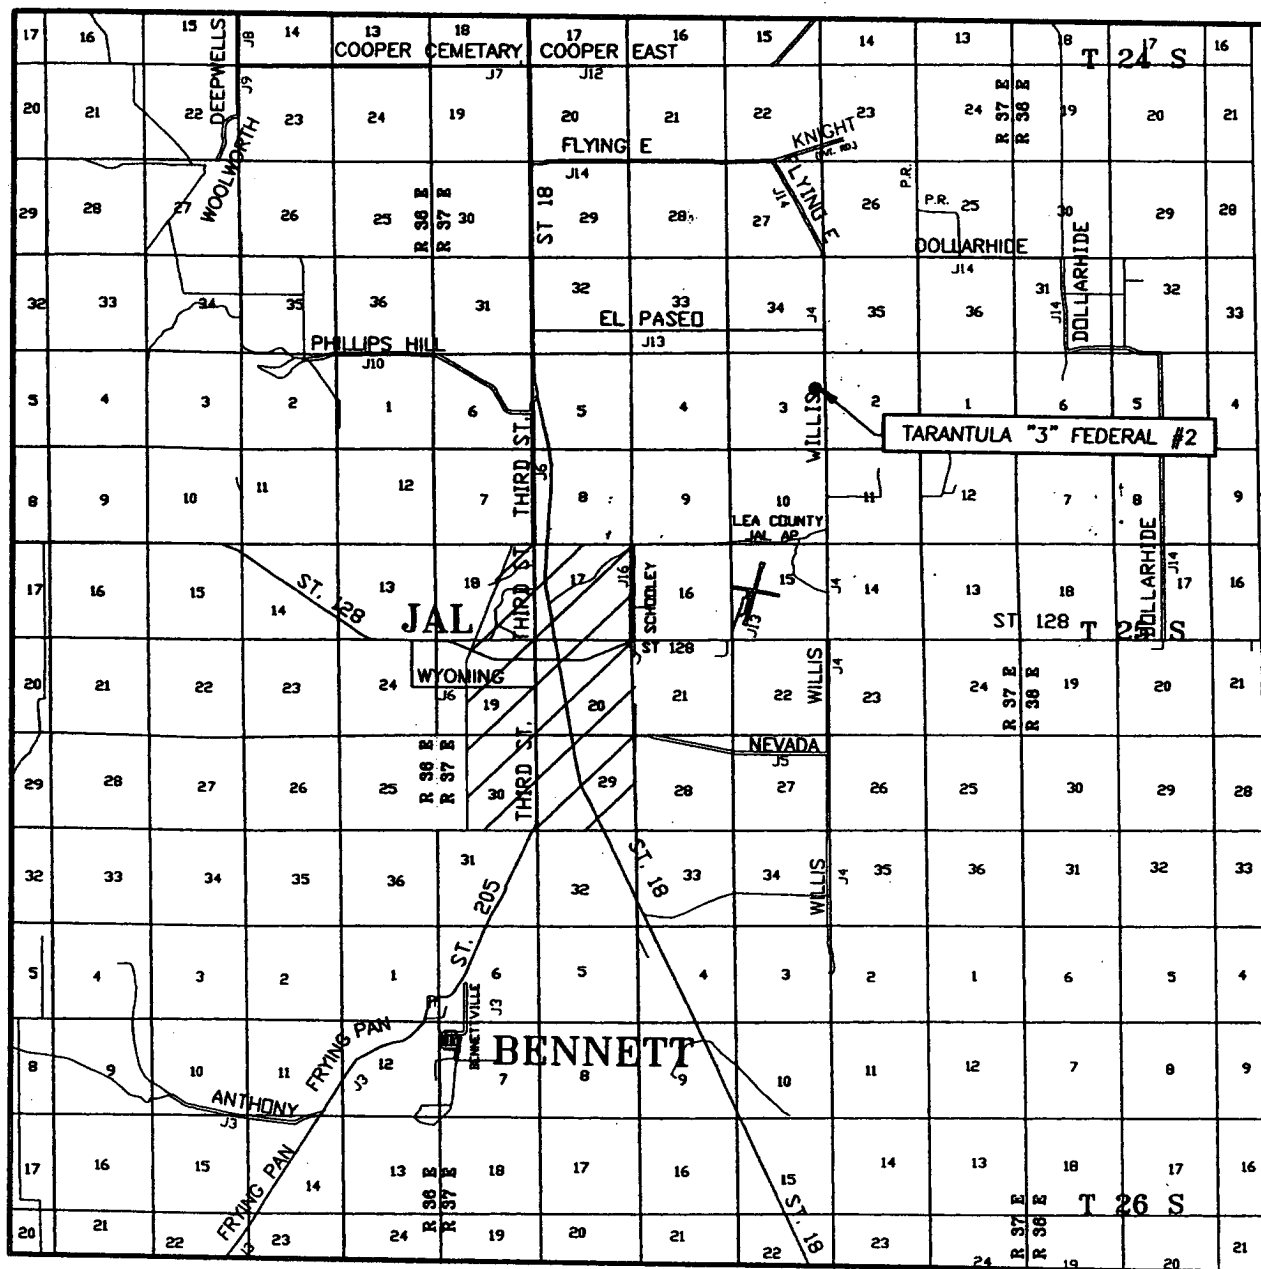 17 16 15 14 13 18 17 16 15 14 13 18 17 16
DEEPWELLS
J8
COOPER CEMETARY
COOPER EAST
T 24 S
J7
J12
J9
20 21 22 23 24 19 20 21 22 23 24 19 20 21
R 37 E
R 38 E
WOOLWORTH
FLYING E
KNIGHT
(PVT. RD.)
J14
FLYING E
J14
P.R.
P.R.
29 28 27 26 25 30 29 28 27 26 25 30 29 28
R 36 E
R 37 E
ST 18
DOLLARHIDE
J14
DOLLARHIDE
32 33 34 35 36 31 32 33 34 35 36 31 32 33
EL PASEO
J13
J4
J14
PHILLIPS HILL
J10
5 4 3 2 1 6 5 4 3 2 1 6 5 4
WILLIS
TARANTULA "3" FEDERAL #2
THIRD ST.
J6
8 9 10 11 12 7 8 9 10 11 12 7 8 9
LEA COUNTY
JAL AP
DOLLARHIDE
J14
17 16 15 14 13 18 17 16 15 14 13 18 17 16
ST. 128
JAL
THIRD ST
J16
SCHOOLEY
J13
J4
ST 128
T 25 S
ST 128
WYOMING
J6
WILLIS
J4
20 21 22 23 24 19 20 21 22 23 24 19 20 21
R 37 E
R 38 E
R 36 E
R 37 E
THIRD ST.
NEVADA
J5
29 28 27 26 25 30 29 28 27 26 25 30 29 28
ST. 18
WILLIS
J4
32 33 34 35 36 31 32 33 34 35 36 31 32 33
ST. 205
5 4 3 2 1 6 5 4 3 2 1 6 5 4
BENNETTVILLE
J3
FRYING PAN
J3
BENNETT
8 9 10 11 12 7 8 9 10 11 12 7 8 9
ANTHONY
J3
17 16 15 14 13 18 17 16 15 14 13 18 17 16
FRYING PAN
J3
R 36 E
R 37 E
ST. 18
R 37 E
R 38 E
T 26 S
20 21 22 23 24 19 20 21 22 23 24 19 20 21